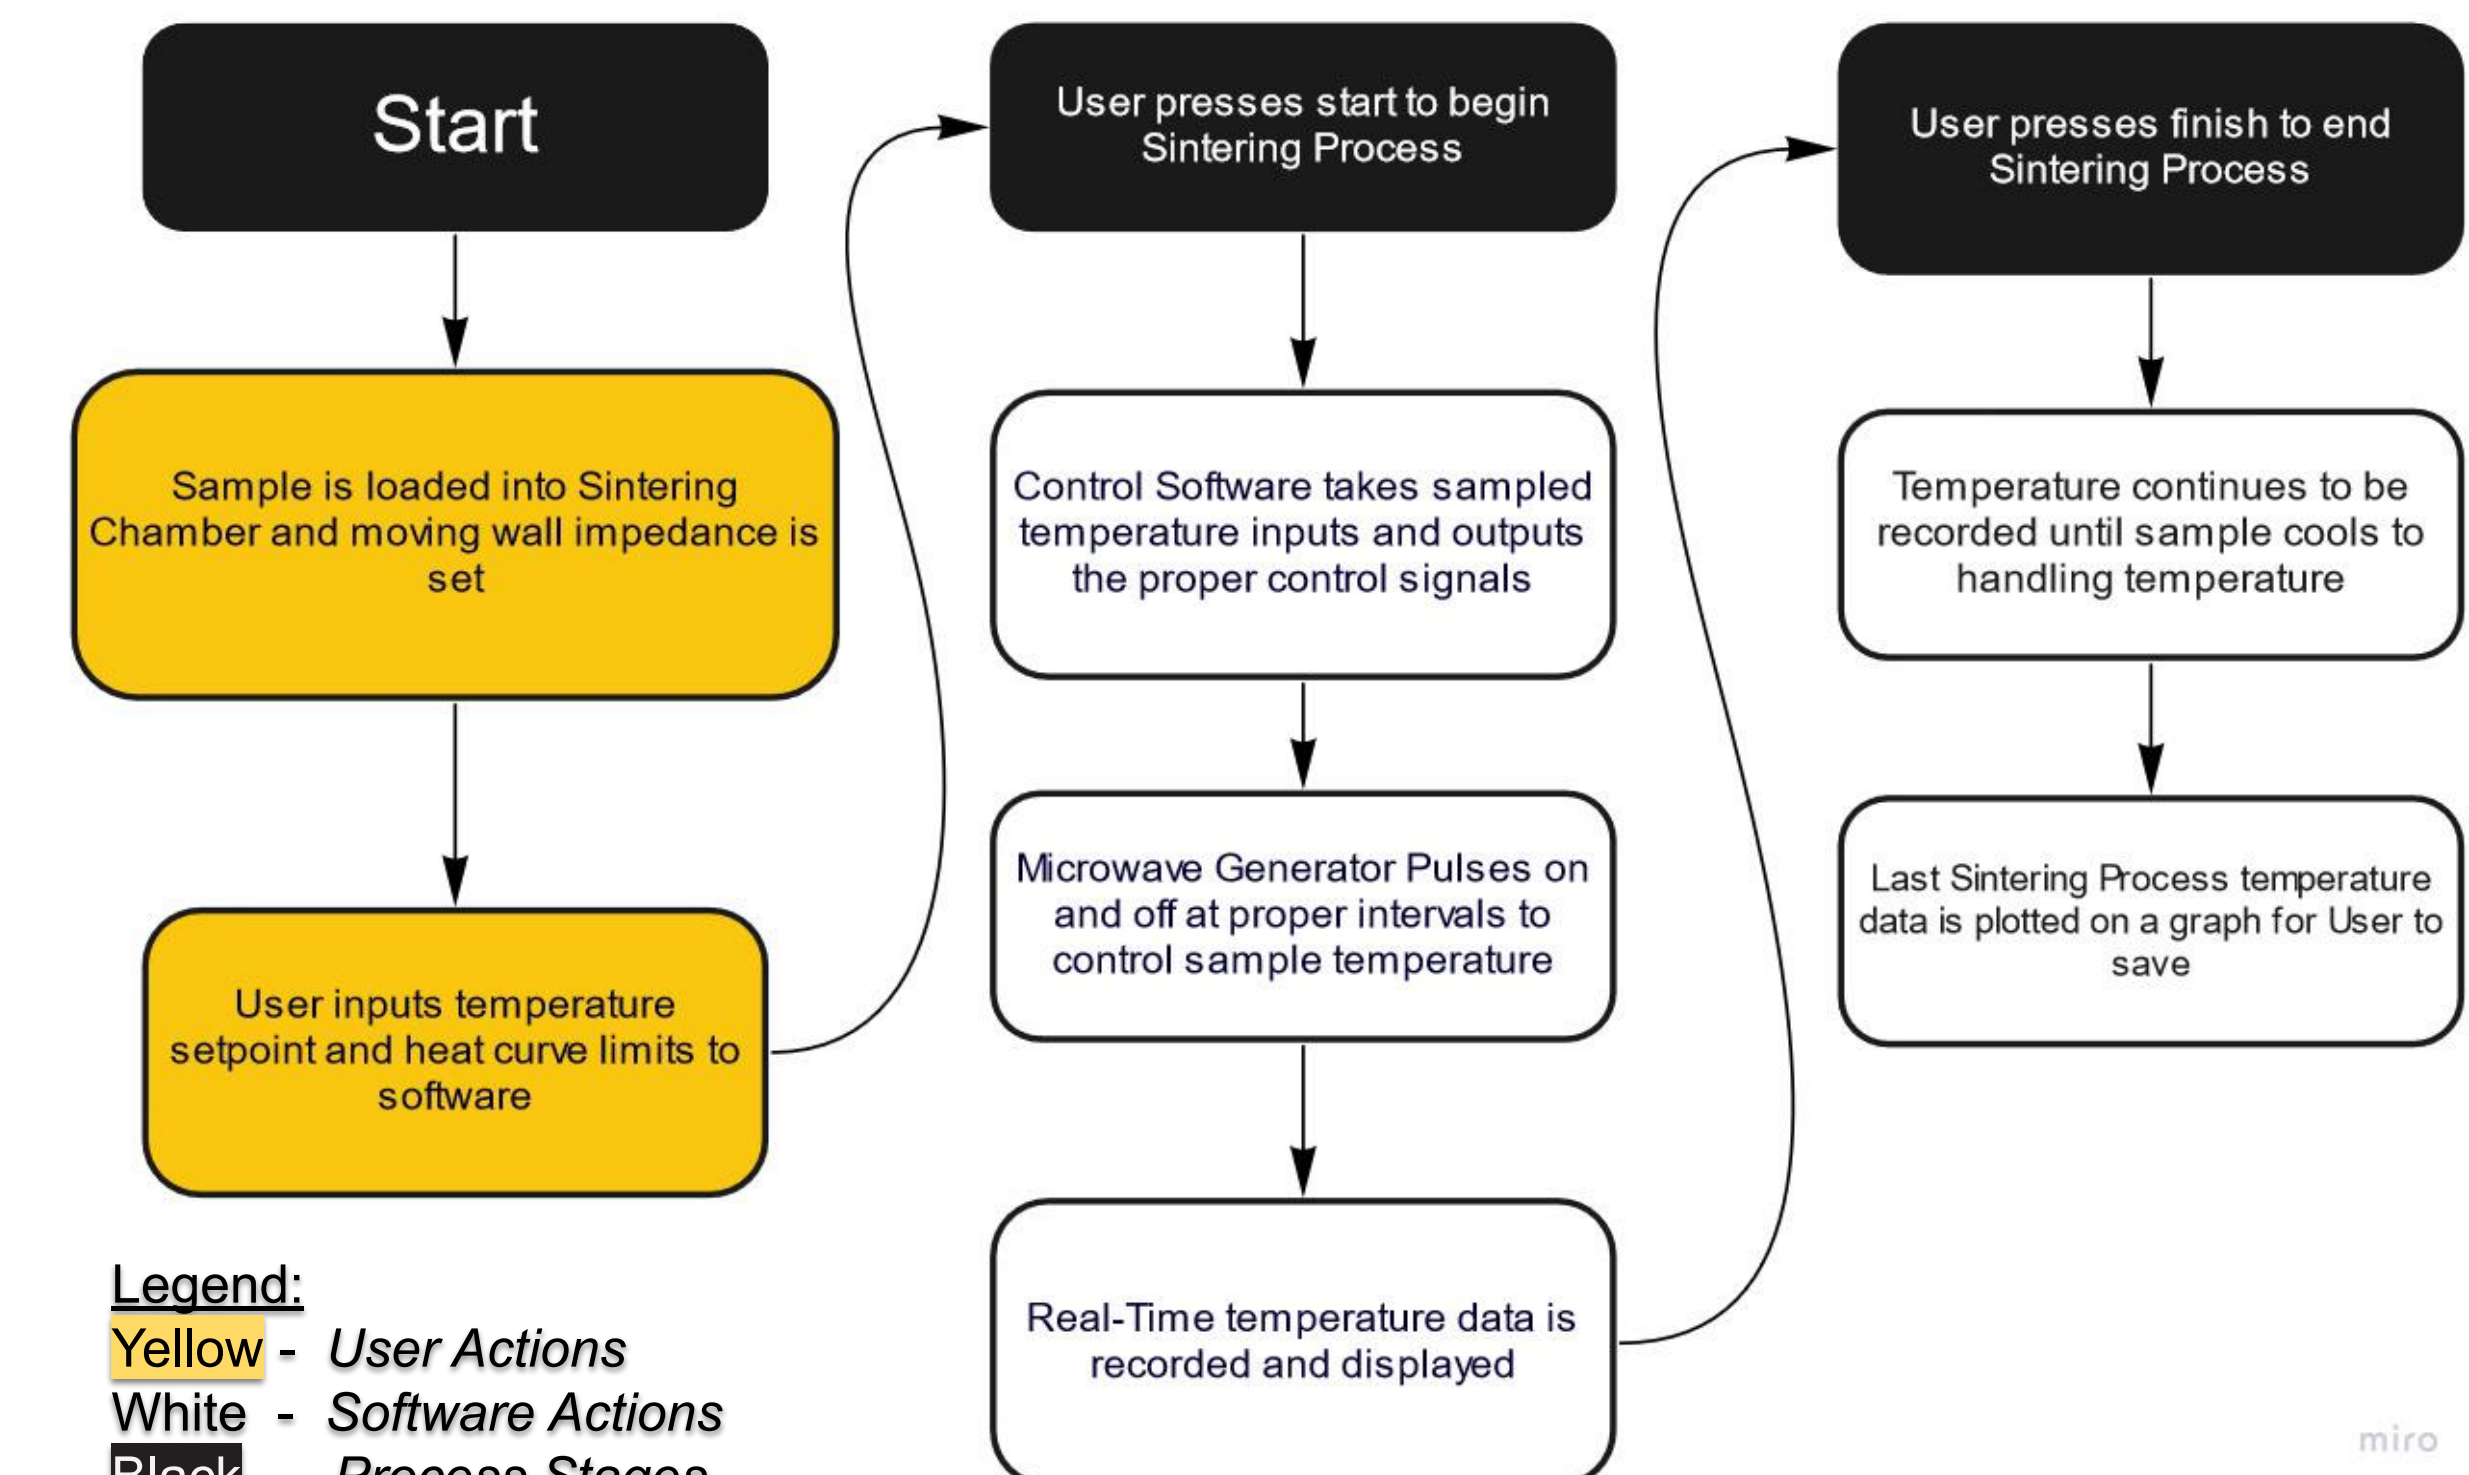 Start
Sample is loaded into Sintering
Chamber and moving wall impedance is
set
User inputs temperature
setpoint and heat curve limits to
software
User presses start to begin
Sintering Process
Control Software takes sampled
temperature inputs and outputs
the proper control signals
Microwave Generator Pulses on
and off at proper intervals to
control sample temperature
Real-Time temperature data is
recorded and displayed
User presses finish to end
Sintering Process
Temperature continues to be
recorded until sample cools to
handling temperature
Last Sintering Process temperature
data is plotted on a graph for User to
save
Legend:
Yellow - User Actions
White - Software Actions
Black - Process Stages
miro